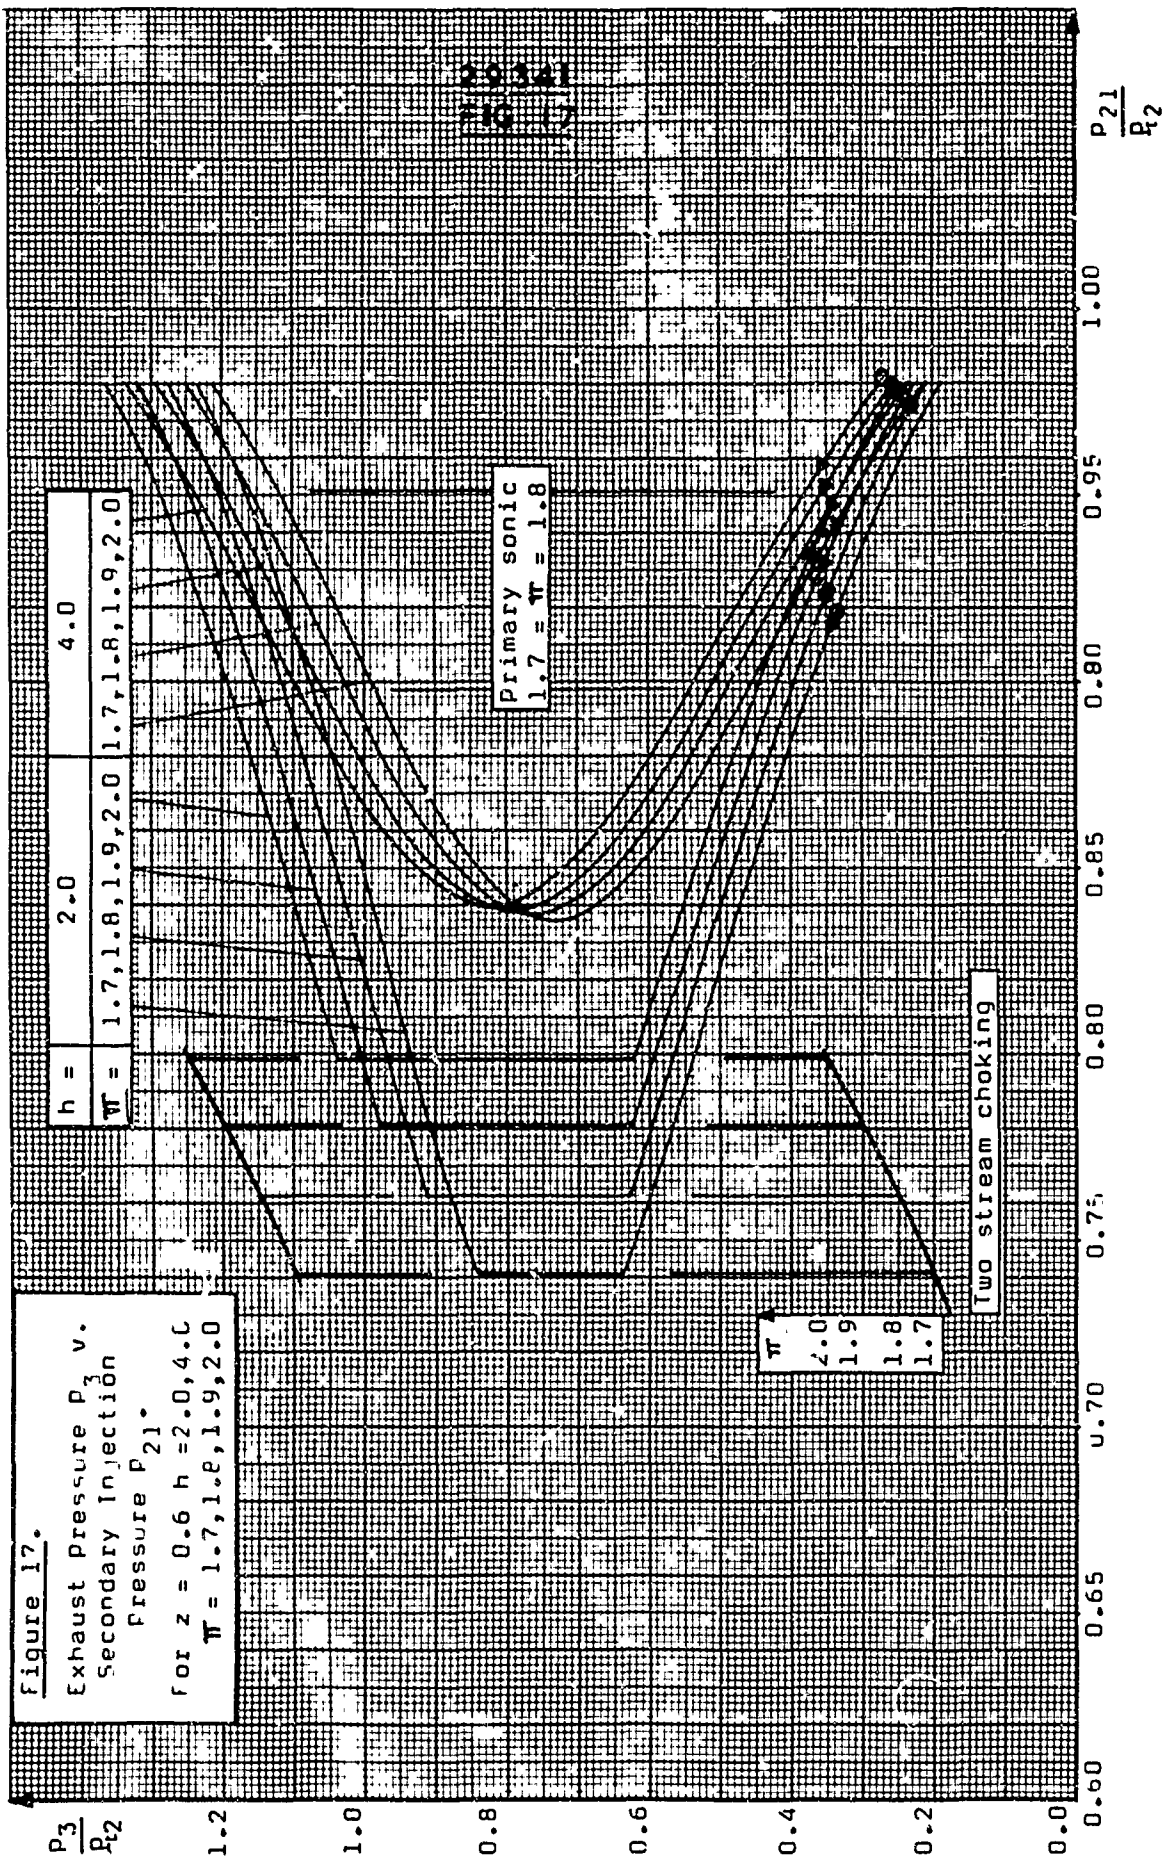 Figure 17.
Exhaust Pressure P3 v.
Secondary Injection
Pressure P21.
For z = 0.6 h =2.0,4.0
π = 1.7,1.8,1.9,2.0
h = 2.0 4.0
π = 1.7,1.8,1.9,2.0 1.7,1.8,1.9,2.0
29341
FIG. 17
Primary sonic
1.7 = π = 1.8
Two stream choking
π
2.0
1.9
1.8
1.7
P3
Pt2
1.2
1.0
0.8
0.6
0.4
0.2
0.0
0.60
0.65
0.70
0.75
0.80
0.85
0.80
0.95
1.00
P21
Pt2